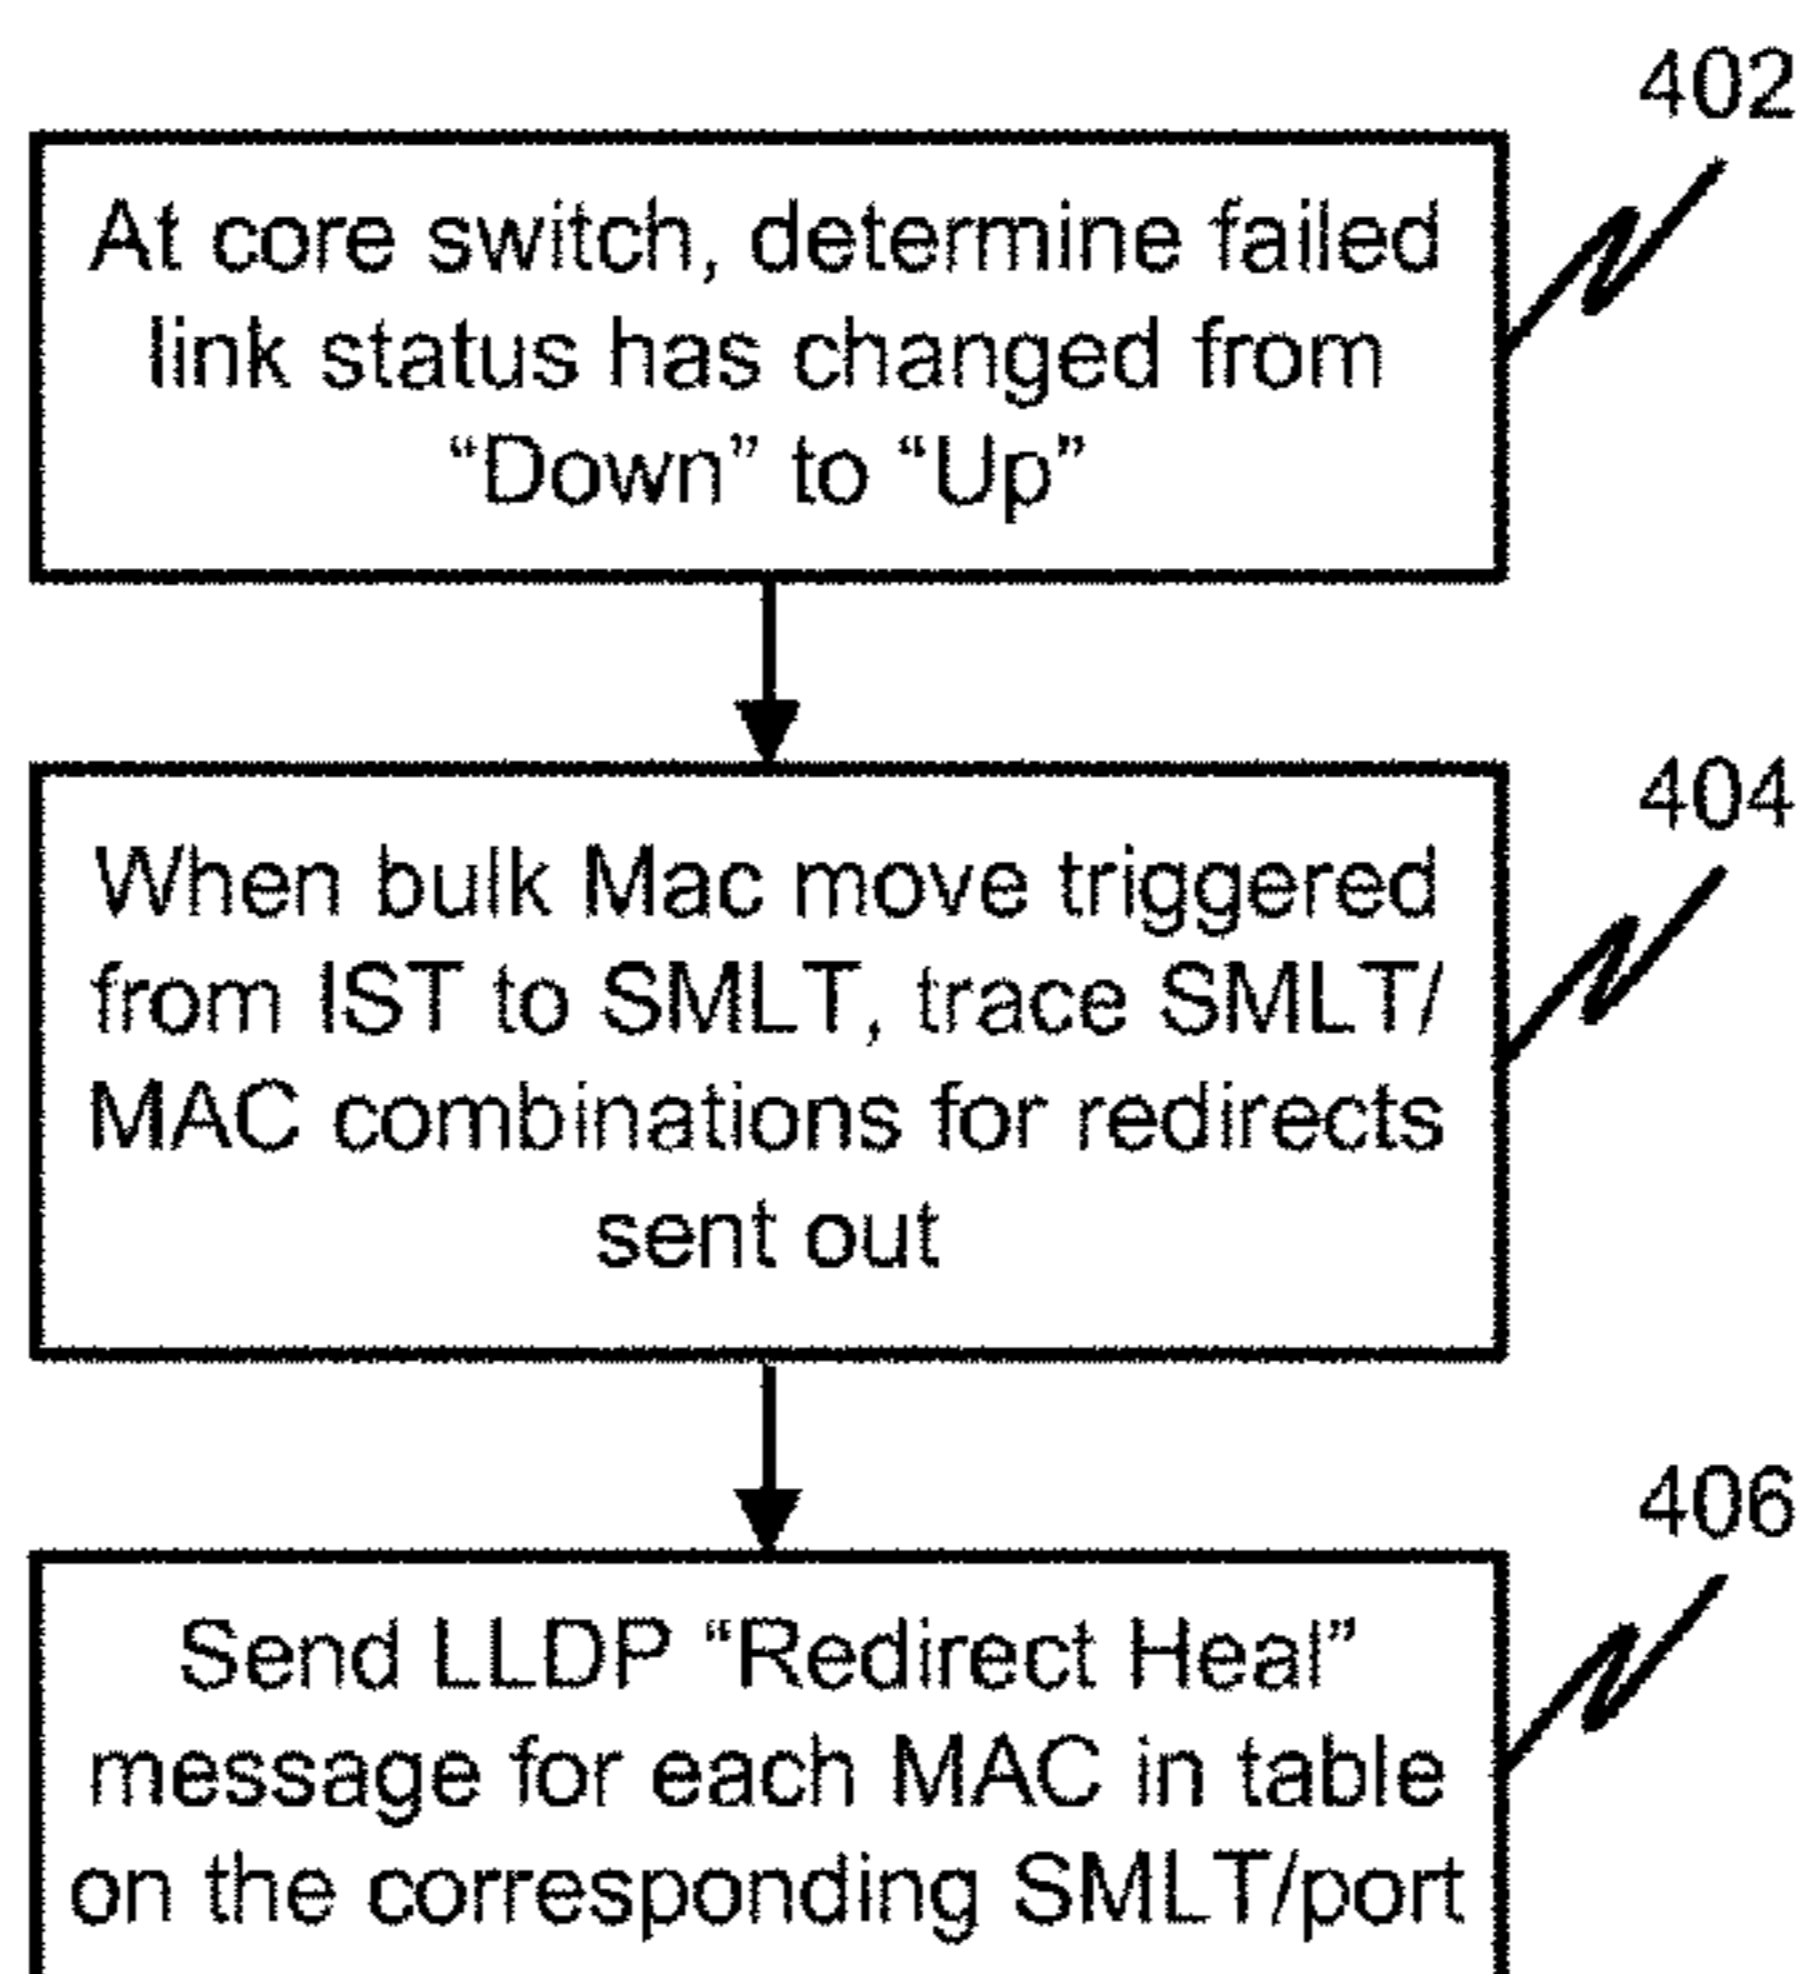 402
At core switch, determine failed
link status has changed from
“Down” to “Up”
404
When bulk Mac move triggered
from IST to SMLT, trace SMLT/
MAC combinations for redirects
sent out
406
Send LLDP “Redirect Heal”
message for each MAC in table
on the corresponding SMLT/port